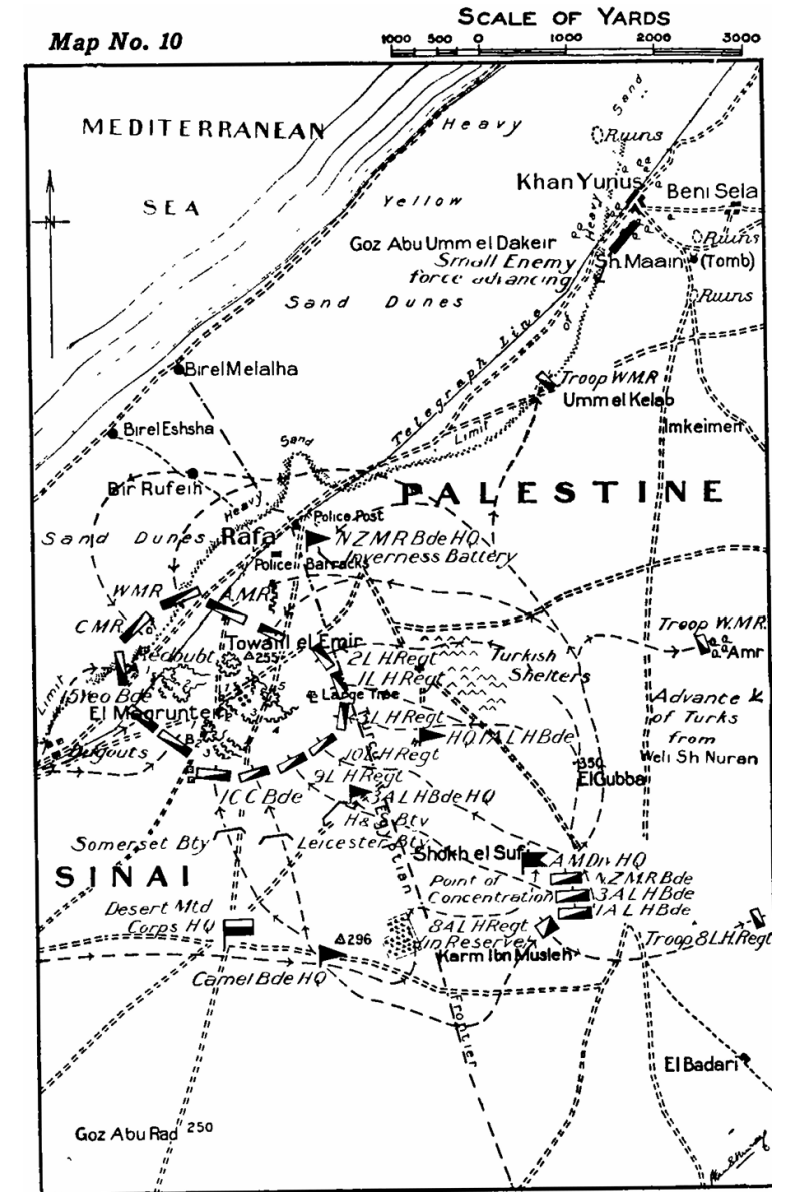 Map No. 10
SCALE OF YARDS
1000 500 0 1000 2000 3000
MEDITERRANEAN
SEA
Heavy
Yellow
Sand Dunes
Sand
Ruins
Khan Yunus
Beni Sela
Heavy
Goz Abu Umm el Dakeir
Small Enemy
force advancing
Sh Maain
(Tomb)
Ruins
Ruins
of
Telegraph Line
Bir el Melalha
Troop W.M.R
Umm el Kelab
Limit
Imkeimen
Bir el Eshsha
Sand
Bir Rufeih
Heavy
PALESTINE
Sand Dunes
Rafa
Police Post
NZMR Bde HQ
Inverness Battery
Police Barracks
WMR
AMR
CMR
Towail el Emir
Troop W.M.R.
Amr
Redoubt
255
2 L H Regt
1 L H Regt
Turkish
Shelters
Large Tree
3 L H Regt
Limit
El Magruntein
HQ 1 A L H Bde
Advance
of Turks
from
Weli Sh Nuran
Dugouts
B
10 L H Regt
350
El Gubba
9 L H Regt
1 C C Bde
3 A L H Bde HQ
Somerset Bty
Leicester Bty
Egyptian
Shokh el Sufi
A M Div HQ
N Z M R Bde
3 A L H Bde
1 A L H Bde
Point of
Concentration
SINAI
Desert Mtd
Corps HQ
8 A L H Regt
in Reserve
Karm Ibn Musleh
Troop 8 L.H. Regt
296
Camel Bde HQ
Frontier
El Badari
Goz Abu Rad 250